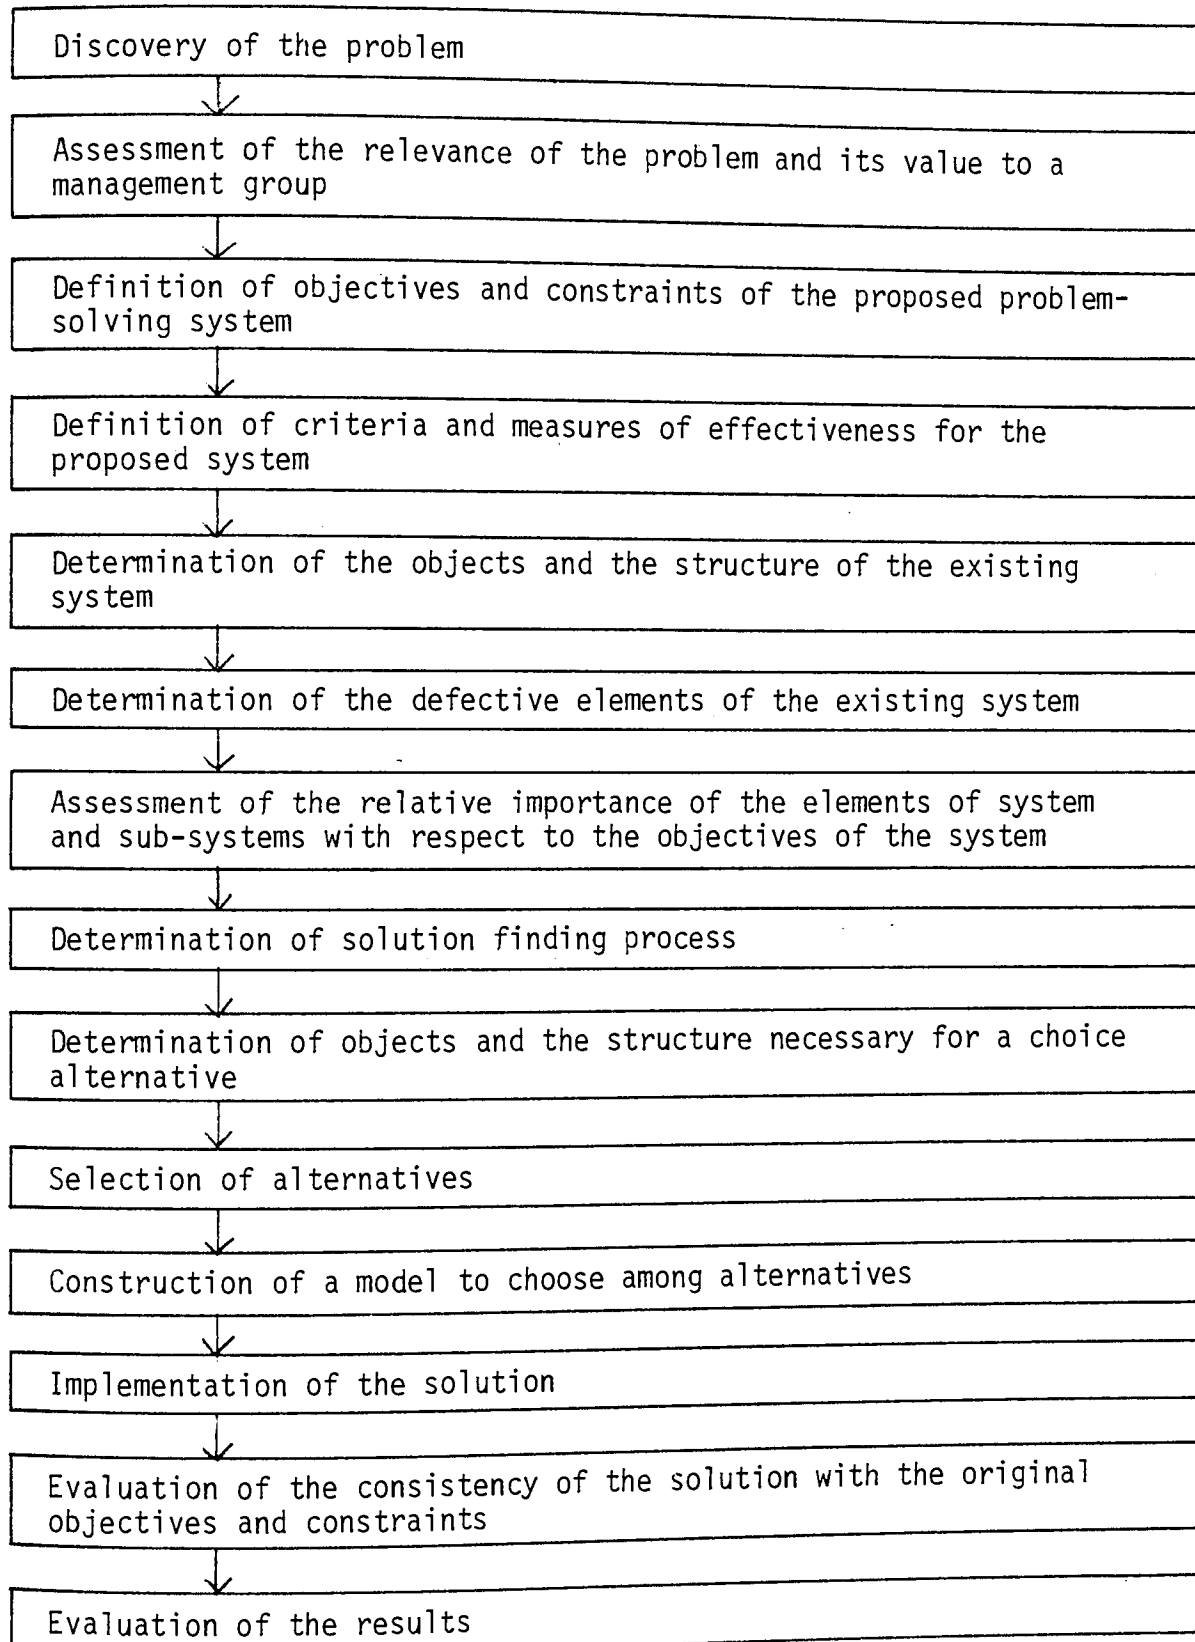 Discovery of the problem
Assessment of the relevance of the problem and its value to a
management group
Definition of objectives and constraints of the proposed problem-
solving system
Definition of criteria and measures of effectiveness for the
proposed system
Determination of the objects and the structure of the existing
system
Determination of the defective elements of the existing system
Assessment of the relative importance of the elements of system
and sub-systems with respect to the objectives of the system
Determination of solution finding process
Determination of objects and the structure necessary for a choice
alternative
Selection of alternatives
Construction of a model to choose among alternatives
Implementation of the solution
Evaluation of the consistency of the solution with the original
objectives and constraints
Evaluation of the results